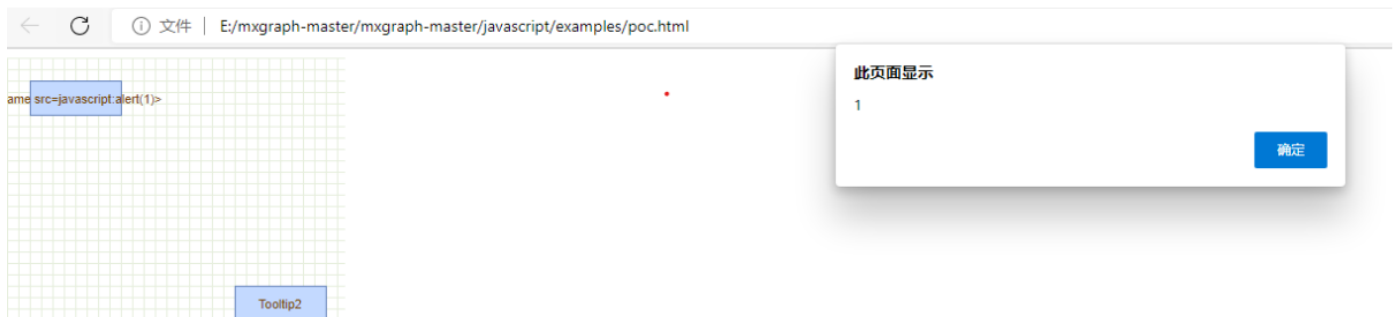 文件 E:/mxgraph-master/mxgraph-master/javascript/examples/poc.html
此页面显示
ame src=javascript:alert(1)>
1
确定
Tooltip2